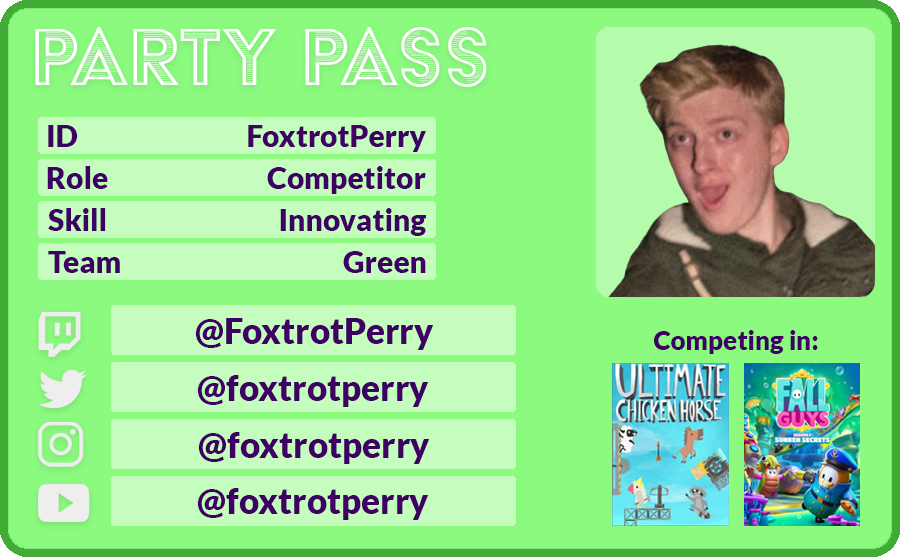 PARTY PASS
ID FoxtrotPerry
Role Competitor
Skill Innovating
Team Green
@FoxtrotPerry
@foxtrotperry
@foxtrotperry
@foxtrotperry
Competing in:
ULTIMATE
CHICKEN HORSE
FALL
GUYS
SUNKEN SECRETS